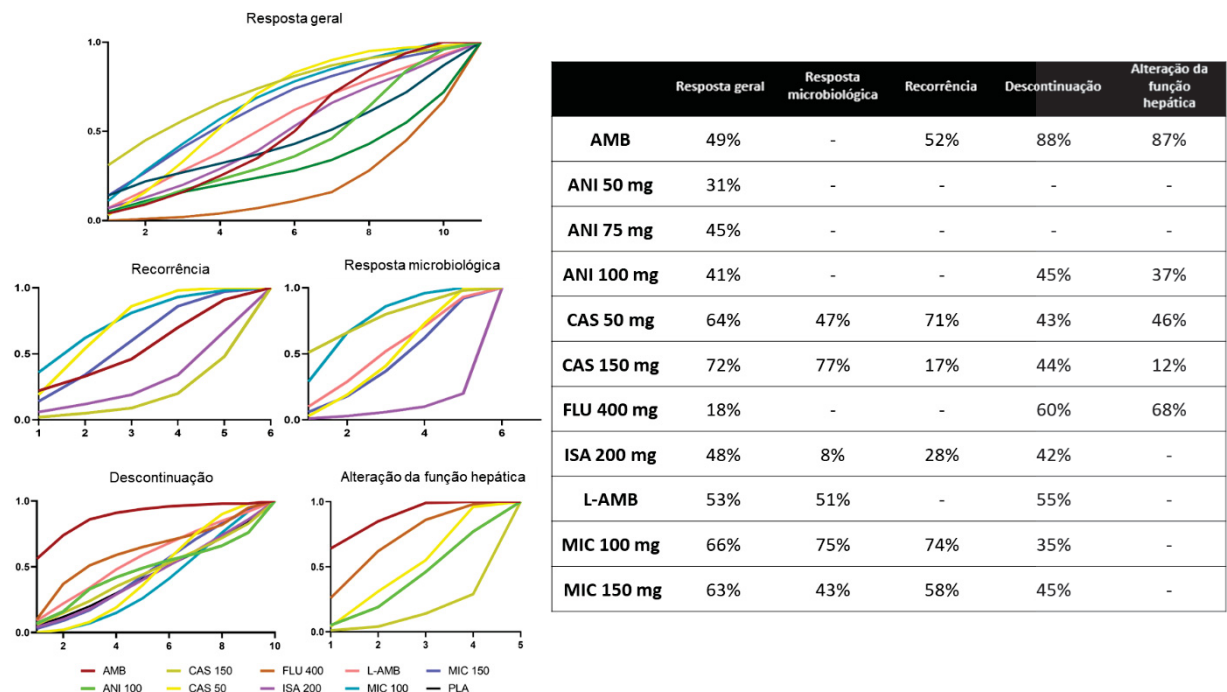 Resposta geral
1.0
0.5
0.0
2 4 6 8 10
Recorrência
1.0
0.5
0.0
1 2 3 4 5 6
Resposta microbiológica
1.0
0.5
0.0
2 4 6
Descontinuação
1.0
0.5
0.0
2 4 6 8 10
Alteração da função hepática
1.0
0.5
0.0
1 2 3 4 5
AMB CAS 150 FLU 400 L-AMB MIC 150
ANI 100 CAS 50 ISA 200 MIC 100 PLA
Resposta geral Resposta microbiológica Recorrência Descontinuação Alteração da função hepática
AMB 49% - 52% 88% 87%
ANI 50 mg 31% - - - -
ANI 75 mg 45% - - - -
ANI 100 mg 41% - - 45% 37%
CAS 50 mg 64% 47% 71% 43% 46%
CAS 150 mg 72% 77% 17% 44% 12%
FLU 400 mg 18% - - 60% 68%
ISA 200 mg 48% 8% 28% 42% -
L-AMB 53% 51% - 55% -
MIC 100 mg 66% 75% 74% 35% -
MIC 150 mg 63% 43% 58% 45% -